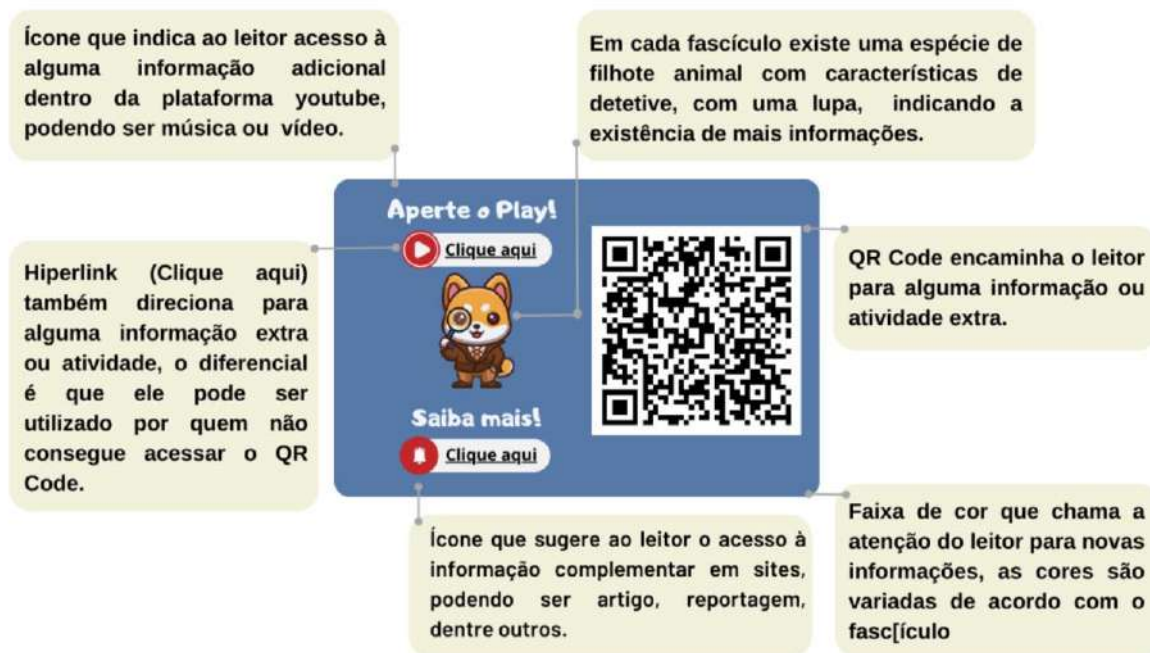 Ícone que indica ao leitor acesso à
alguma informação adicional
dentro da plataforma youtube,
podendo ser música ou vídeo.
Em cada fascículo existe uma espécie de
filhote animal com características de
detetive, com uma lupa, indicando a
existência de mais informações.
Aperte o Play!
Clique aqui
Saiba mais!
Clique aqui
Hiperlink (Clique aqui)
também direciona para
alguma informação extra
ou atividade, o diferencial
é que ele pode ser
utilizado por quem não
consegue acessar o QR
Code.
QR Code encaminha o leitor
para alguma informação ou
atividade extra.
Ícone que sugere ao leitor o acesso à
informação complementar em sites,
podendo ser artigo, reportagem,
dentre outros.
Faixa de cor que chama a
atenção do leitor para novas
informações, as cores são
variadas de acordo com o
fasc[ículo